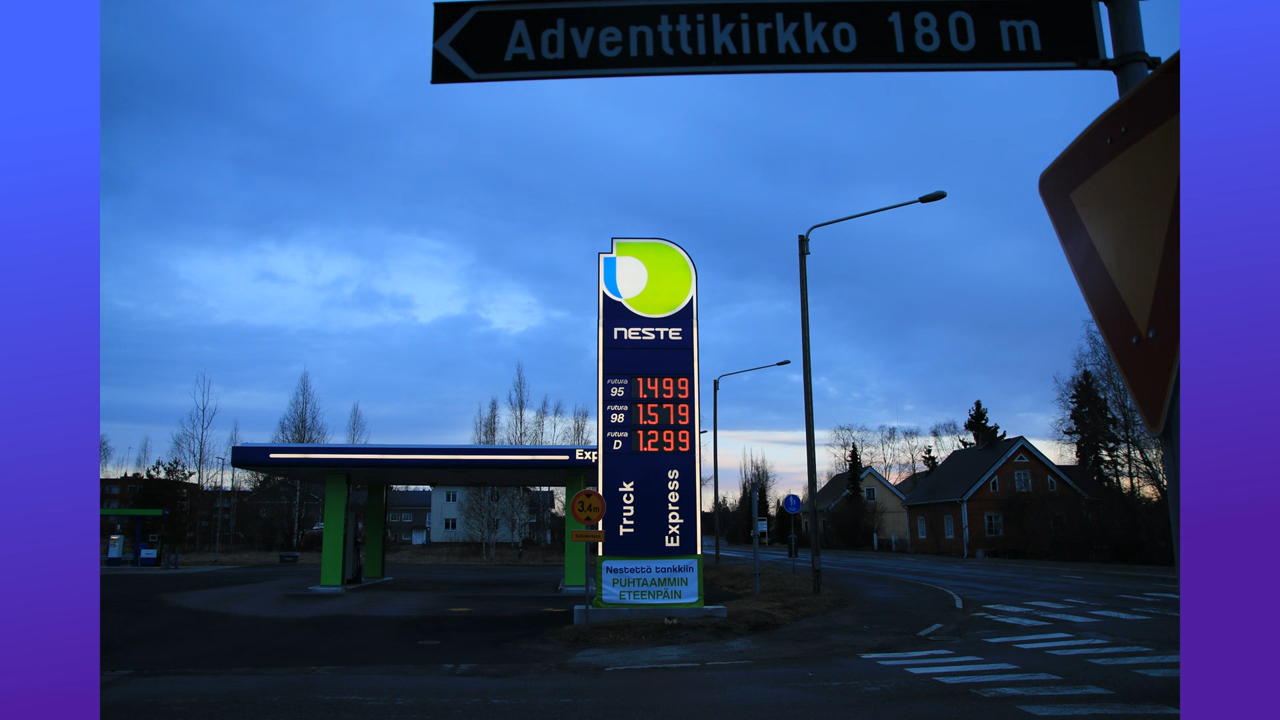 Adventtikirkko 180 m
NESTE
Futura 95 1.499
Futura 98 1.579
Futura D 1.299
Exp
Truck
Express
3,4 m
Nestettä tankkiin
PUHTAAMMIN
ETEENPÄIN